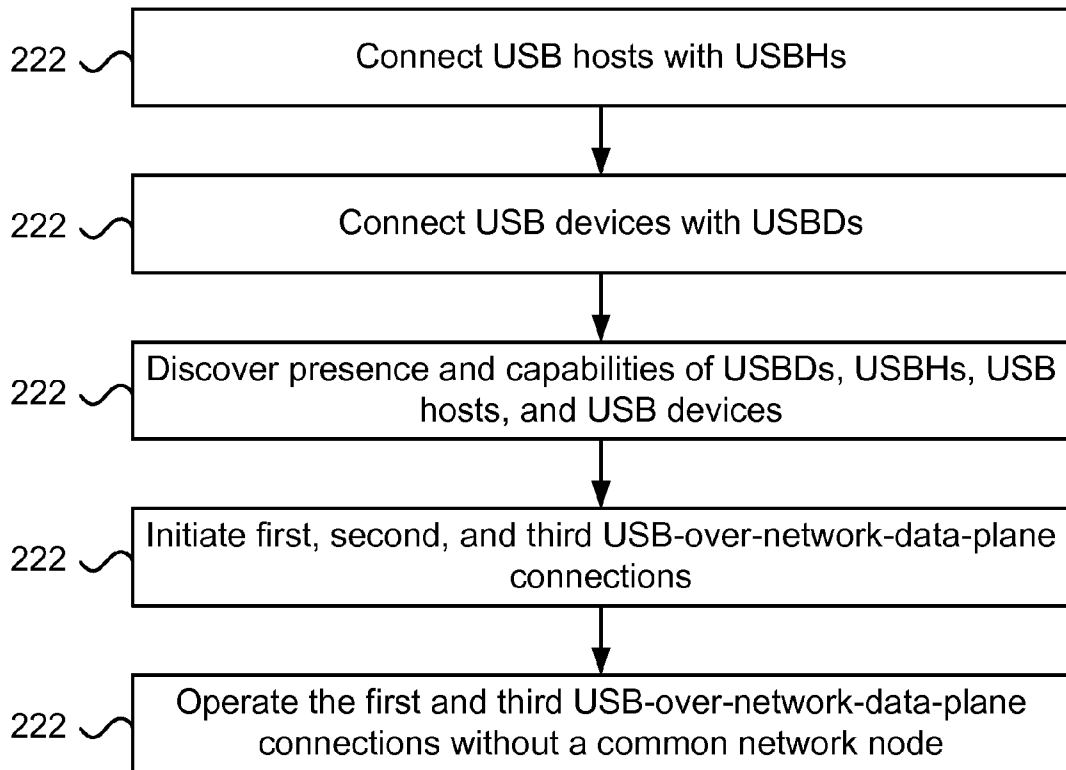 222 Connect USB hosts with USBHs
222 Connect USB devices with USBDs
Discover presence and capabilities of USBDs, USBHs, USB
222 hosts, and USB devices
Initiate first, second, and third USB-over-network-data-plane
222 connections
Operate the first and third USB-over-network-data-plane
222 connections without a common network node